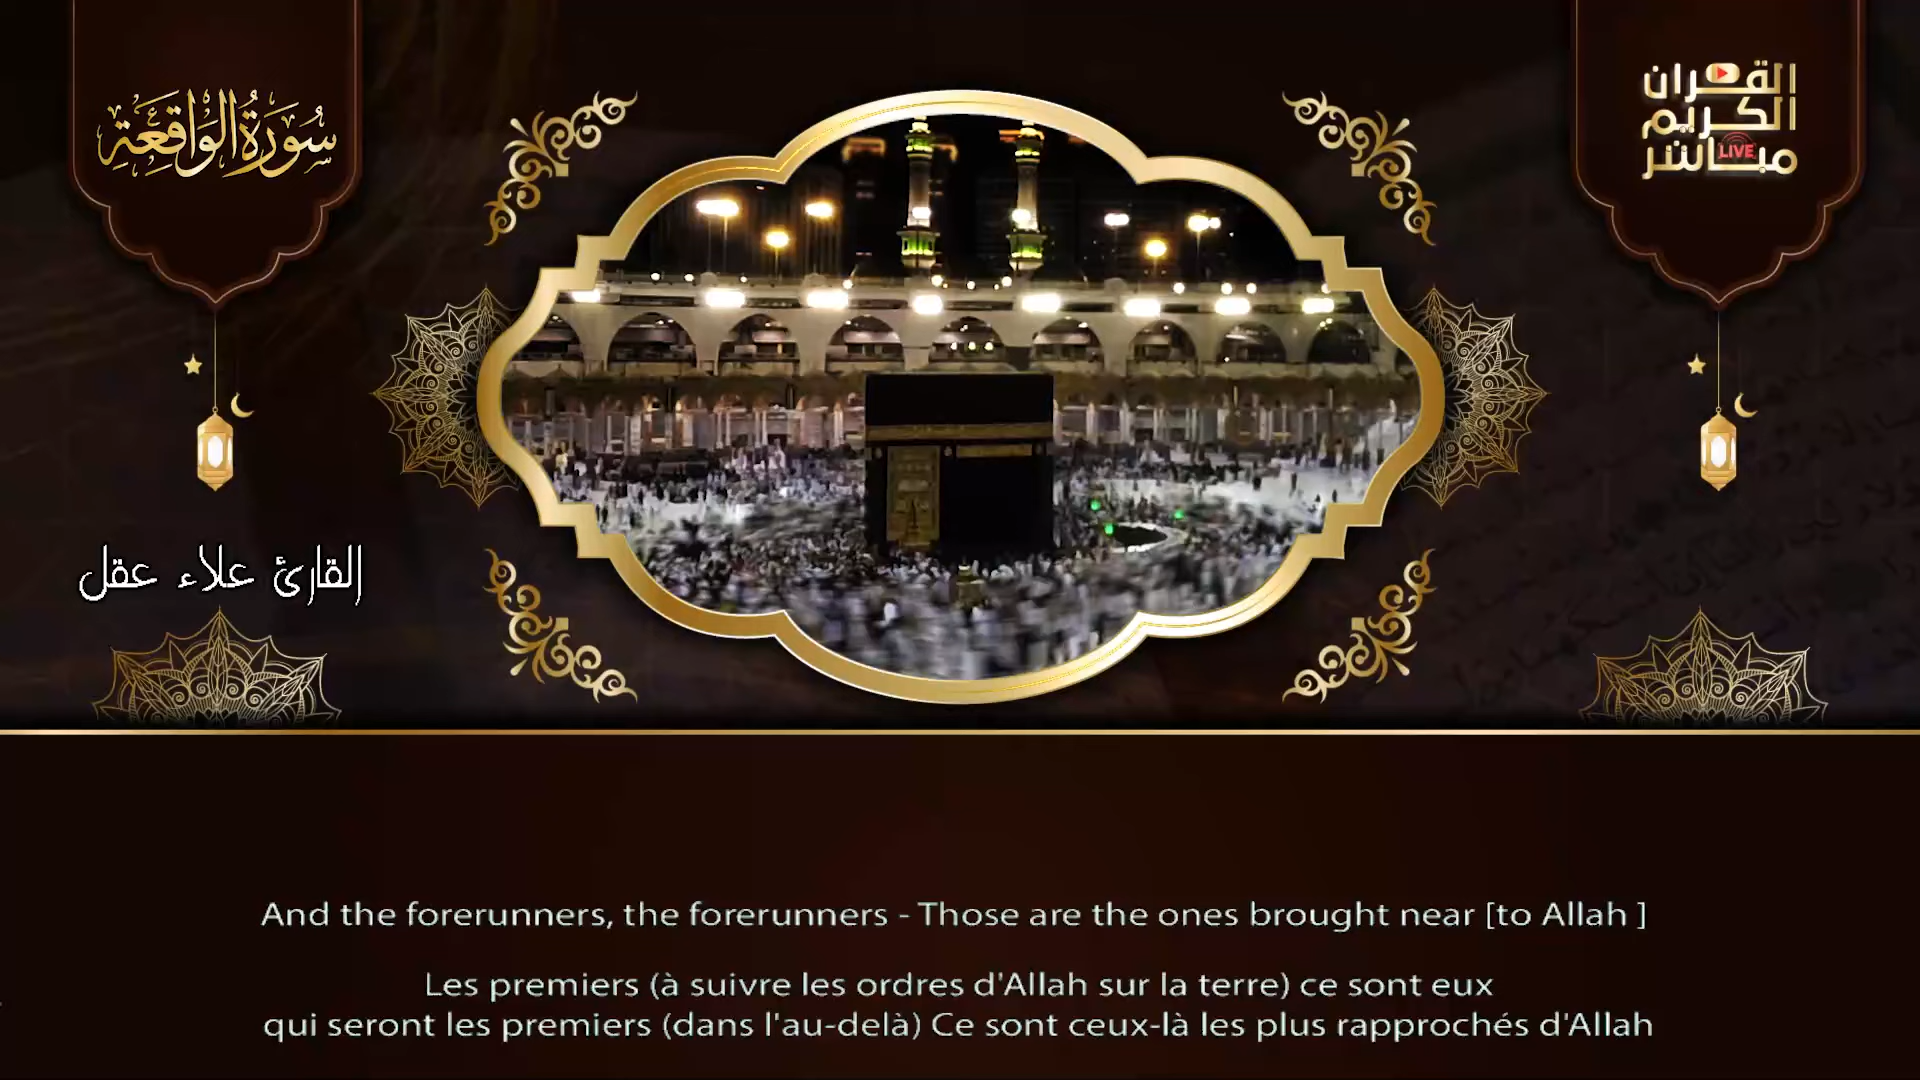 سُورَةُ الوَاقِعَةِ
القرآن
الكريم
مباشر
LIVE
القارئ علاء عقل
And the forerunners, the forerunners - Those are the ones brought near [to Allah ]
Les premiers (à suivre les ordres d'Allah sur la terre) ce sont eux
qui seront les premiers (dans l'au-delà) Ce sont ceux-là les plus rapprochés d'Allah